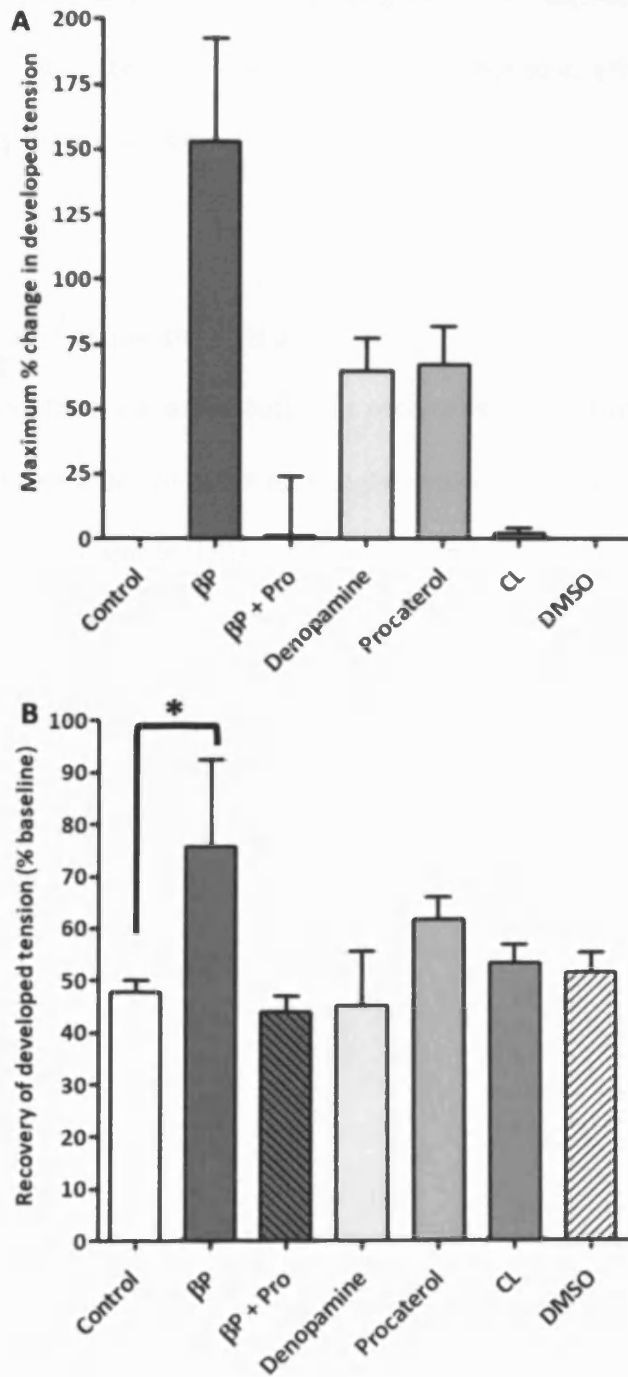 A
Maximum % change in developed tension
200
175
150
125
100
75
50
25
0
Control
βP
βP + Pro
Denopamine
Procaterol
CL
DMSO
B
*
Recovery of developed tension (% baseline)
100
90
80
70
60
50
40
30
20
10
0
Control
βP
βP + Pro
Denopamine
Procaterol
CL
DMSO